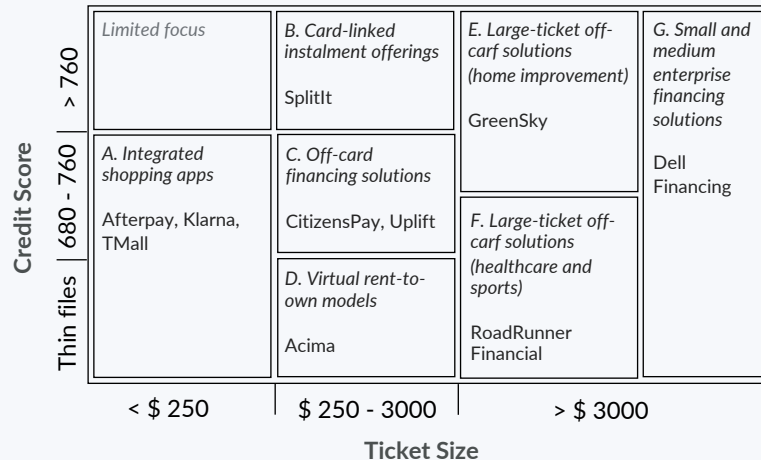 Limited focus
B. Card-linked
instalment offerings
SplitIt
E. Large-ticket off-
carf solutions
(home improvement)
GreenSky
G. Small and
medium
enterprise
financing
solutions
Dell
Financing
A. Integrated
shopping apps
Afterpay, Klarna,
TMall
C. Off-card
financing solutions
CitizensPay, Uplift
D. Virtual rent-to-
own models
Acima
F. Large-ticket off-
carf solutions
(healthcare and
sports)
RoadRunner
Financial
Credit Score
> 760
680 - 760
Thin files
< $ 250
$ 250 - 3000
> $ 3000
Ticket Size